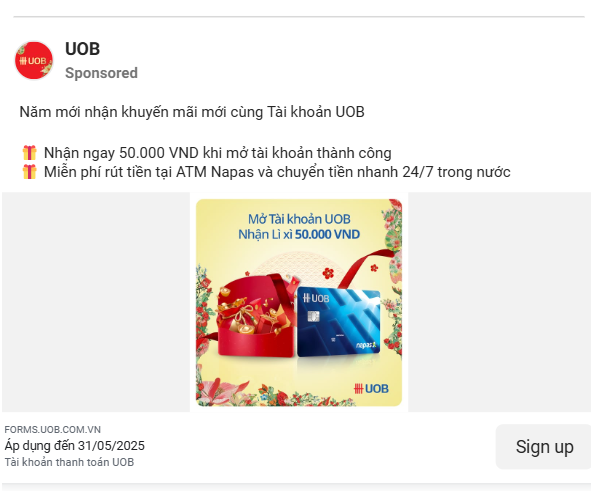 UOB
UOB
Sponsored
Năm mới nhận khuyến mãi mới cùng Tài khoản UOB
Nhận ngay 50.000 VND khi mở tài khoản thành công
Miễn phí rút tiền tại ATM Napas và chuyển tiền nhanh 24/7 trong nước
Mở Tài khoản UOB
Nhận Lì xì 50.000 VND
UOB
napas
UOB
FORMS.UOB.COM.VN
Áp dụng đến 31/05/2025
Tài khoản thanh toán UOB
Sign up